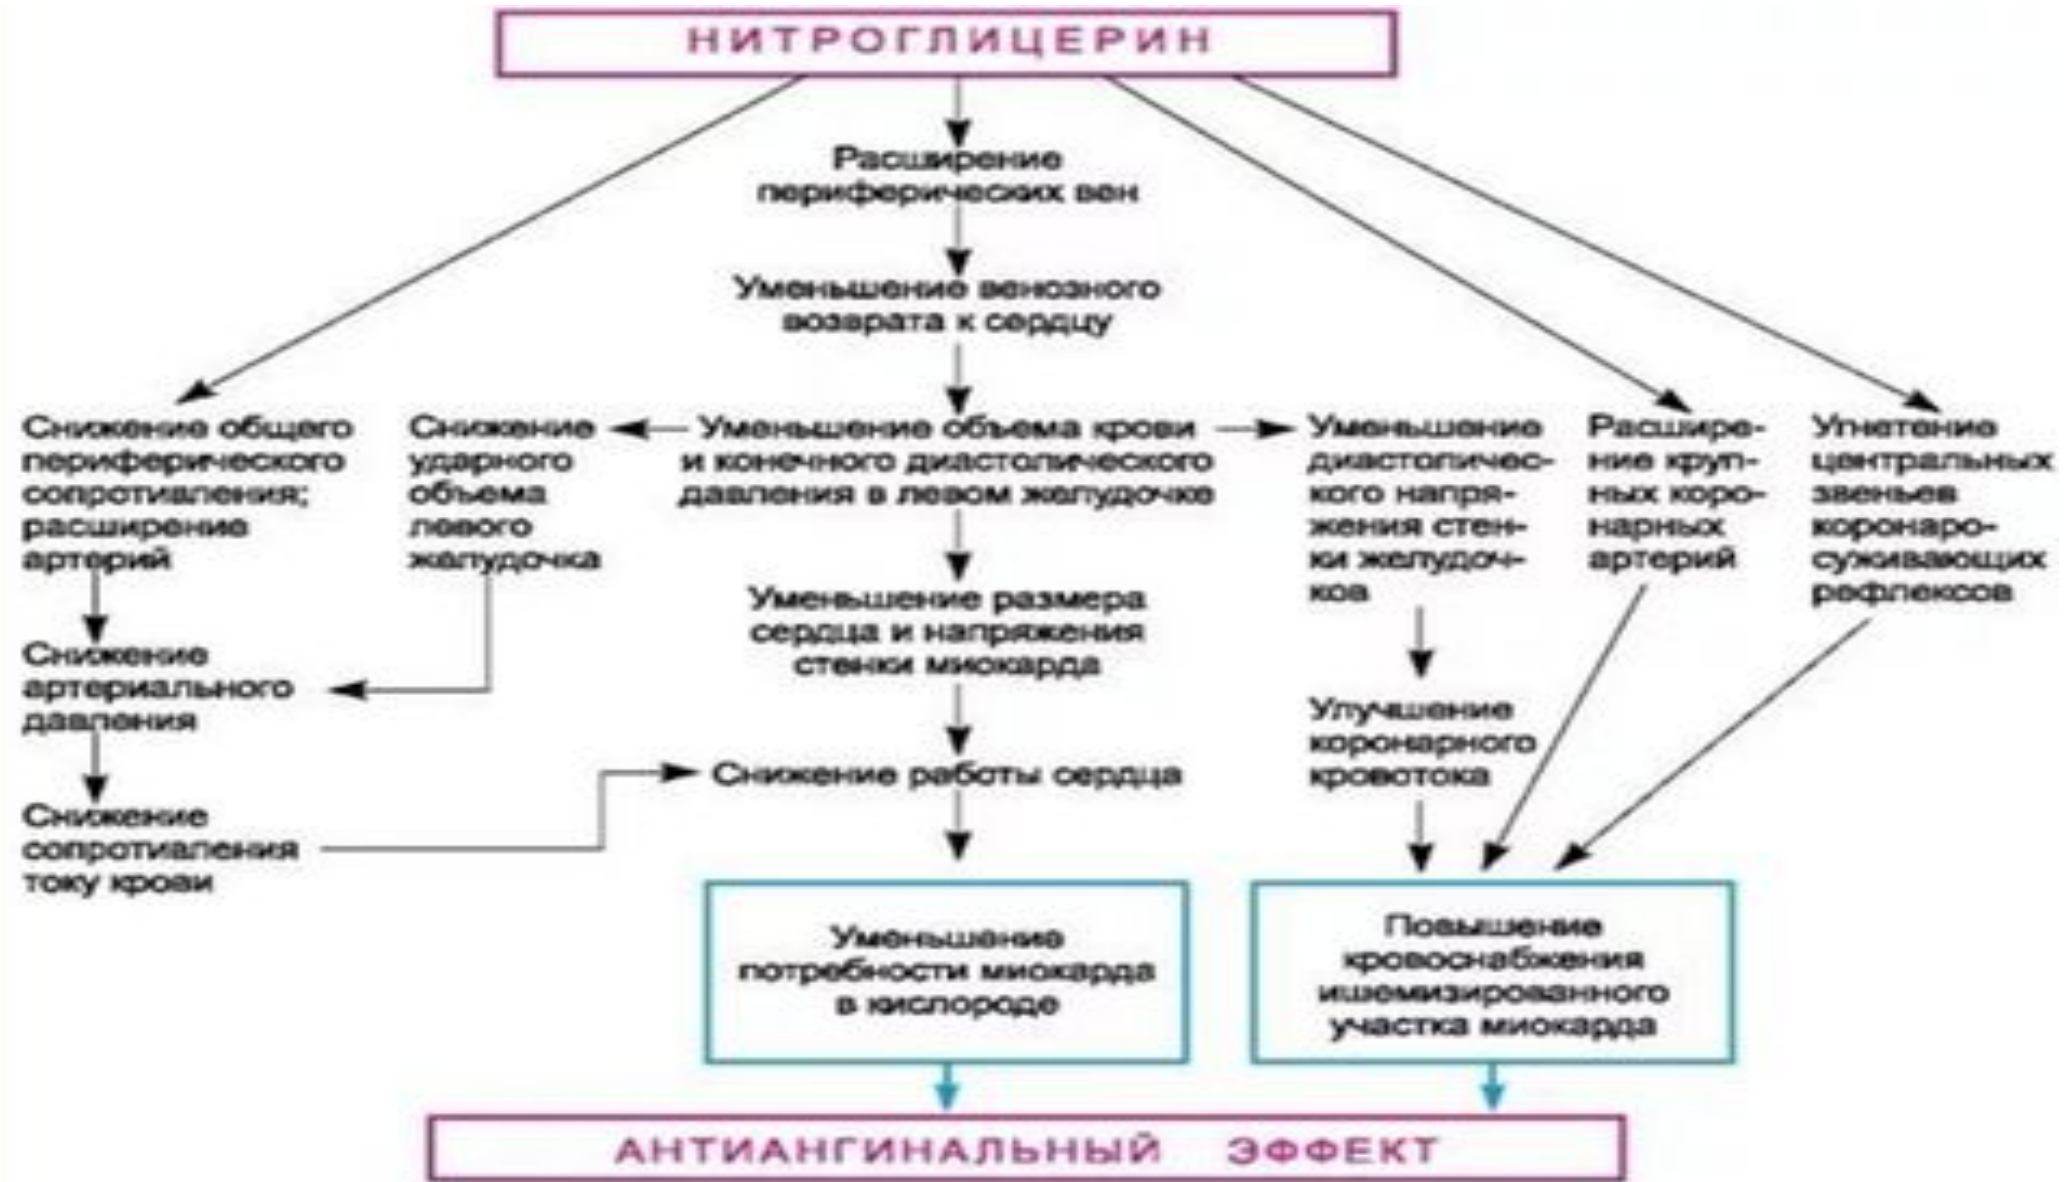 НИТРОГЛИЦЕРИН
Расширение
периферических вен
Уменьшение венозного
возврата к сердцу
Снижение общего
периферического
сопротивления;
расширение
артерий
Снижение
ударного
объема
левого
желудочка
Уменьшение объема крови
и конечного диастолического
давления в левом желудочке
Уменьшение
диастоличес-
кого напря-
жения стен-
ки желудоч-
ков
Расшире-
ние круп-
ных коро-
нарных
артерий
Угнетение
центральных
звеньев
коронаро-
суживающих
рефлексов
Снижение
артериального
давления
Уменьшение размера
сердца и напряжения
стенки миокарда
Улучшение
коронарного
кровотока
Снижение работы сердца
Снижение
сопротивления
току крови
Уменьшение
потребности миокарда
в кислороде
Повышение
кровоснабжения
ишемизированного
участка миокарда
АНТИАНГИНАЛЬНЫЙ ЭФФЕКТ